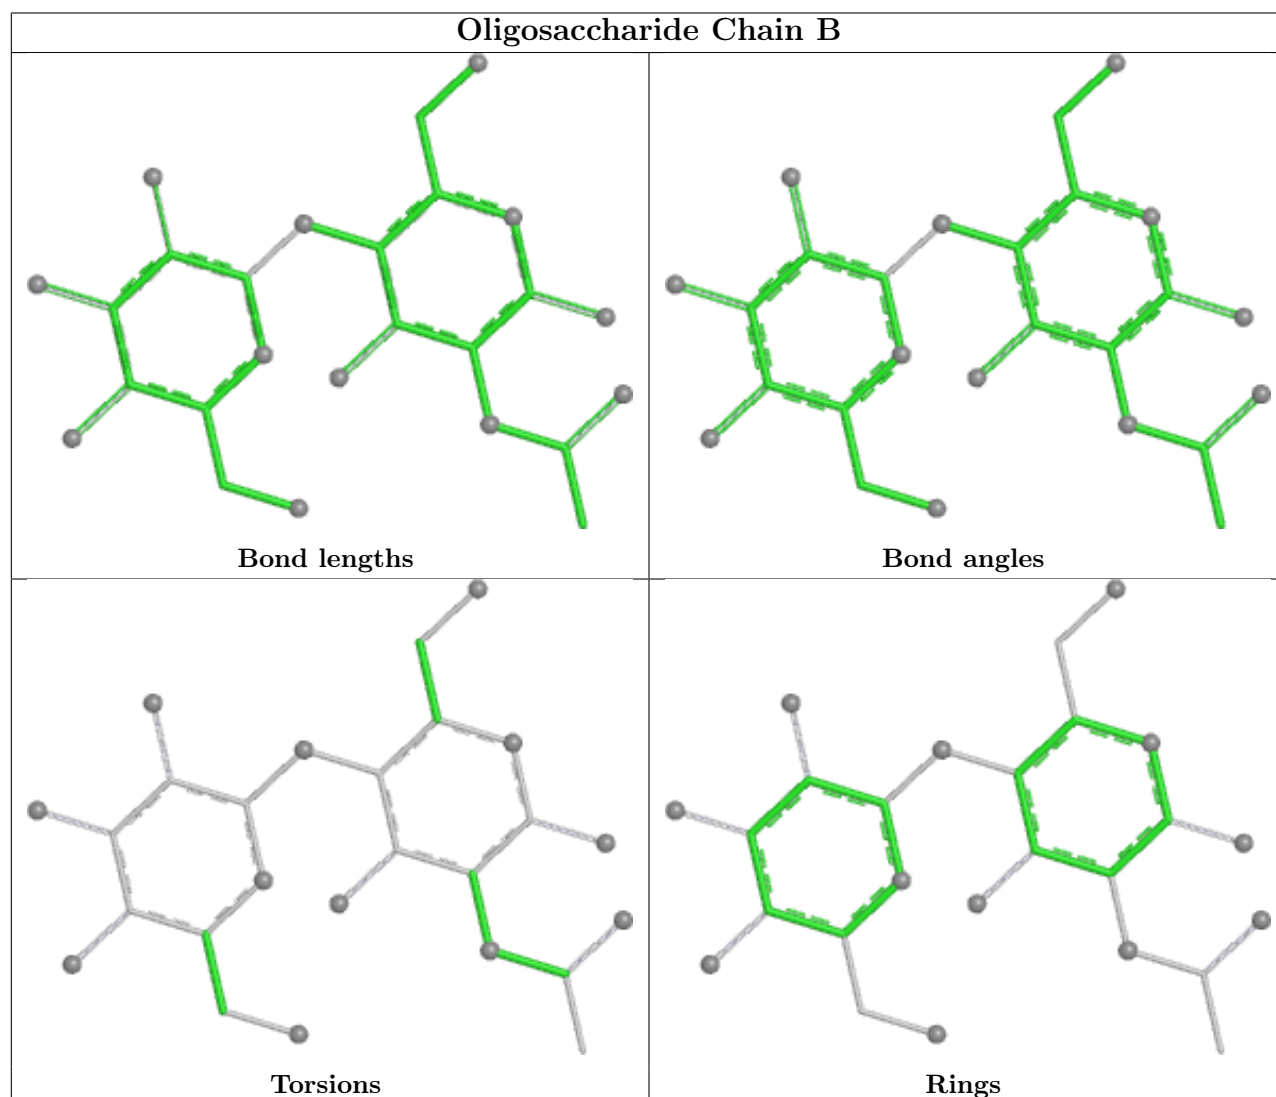 Oligosaccharide Chain B
Bond lengths
Bond angles
Torsions
Rings